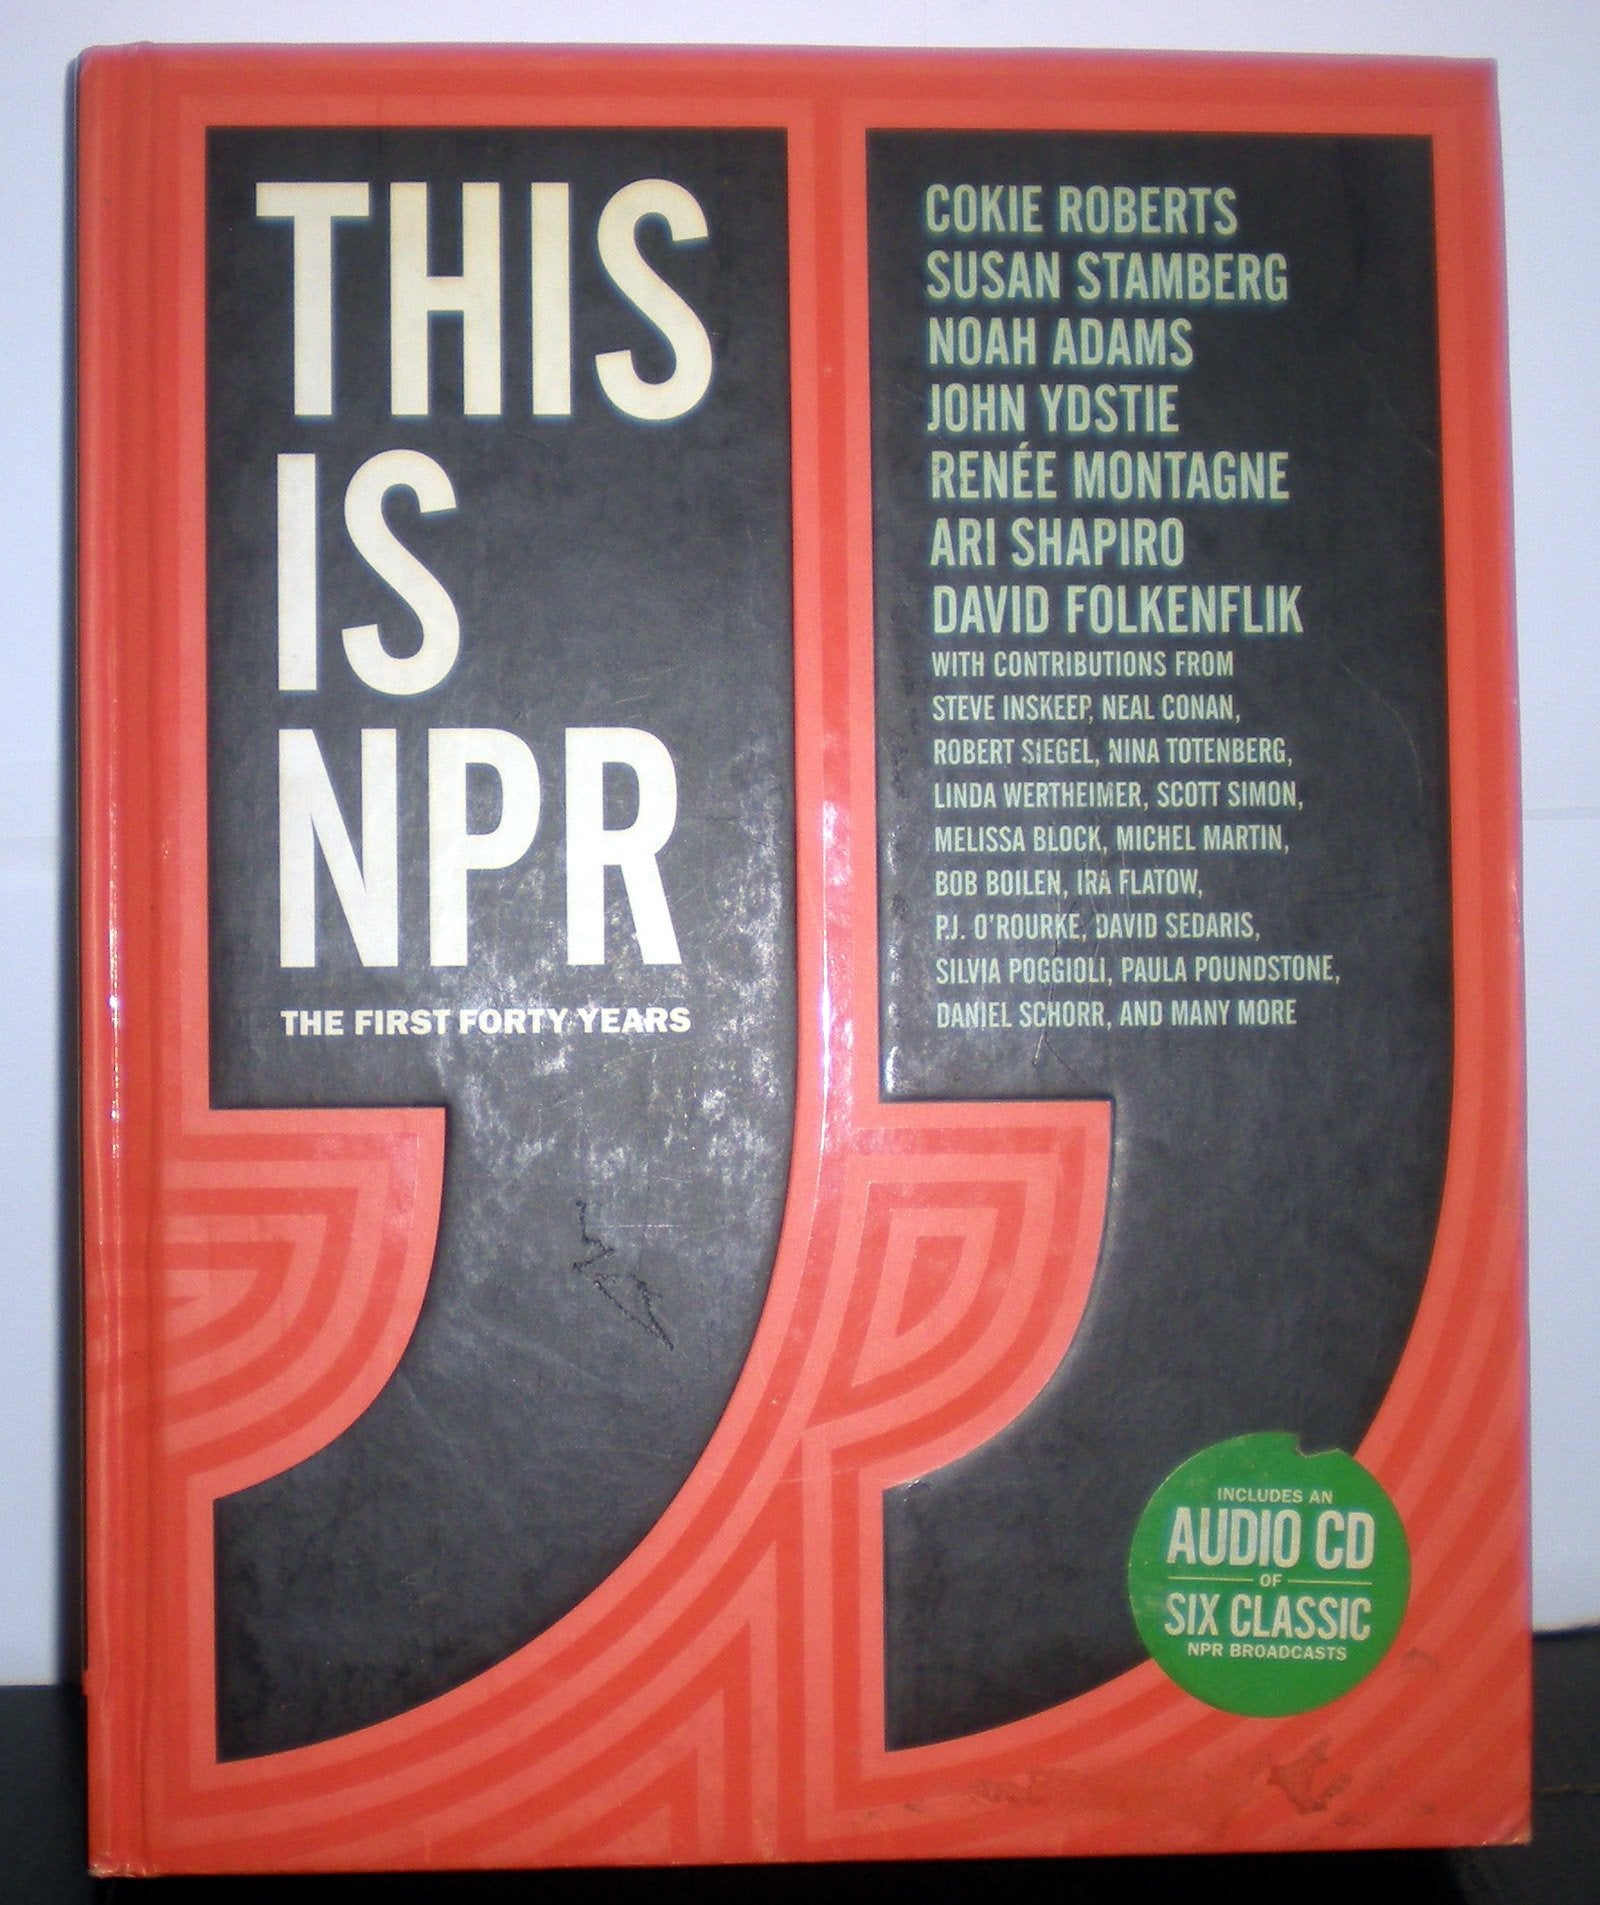 THIS
IS
NPR
THE FIRST FORTY YEARS
COKIE ROBERTS
SUSAN STAMBERG
NOAH ADAMS
JOHN YDSTIE
RENÉE MONTAGNE
ARI SHAPIRO
DAVID FOLKENFLIK
WITH CONTRIBUTIONS FROM
STEVE INSKEEP, NEAL CONAN,
ROBERT SIEGEL, NINA TOTENBERG,
LINDA WERTHEIMER, SCOTT SIMON,
MELISSA BLOCK, MICHEL MARTIN,
BOB BOILEN, IRA FLATOW,
P.J. O'ROURKE, DAVID SEDARIS,
SILVIA POGGIOLI, PAULA POUNDSTONE,
DANIEL SCHORR, AND MANY MORE
INCLUDES AN
AUDIO CD
OF
SIX CLASSIC
NPR BROADCASTS